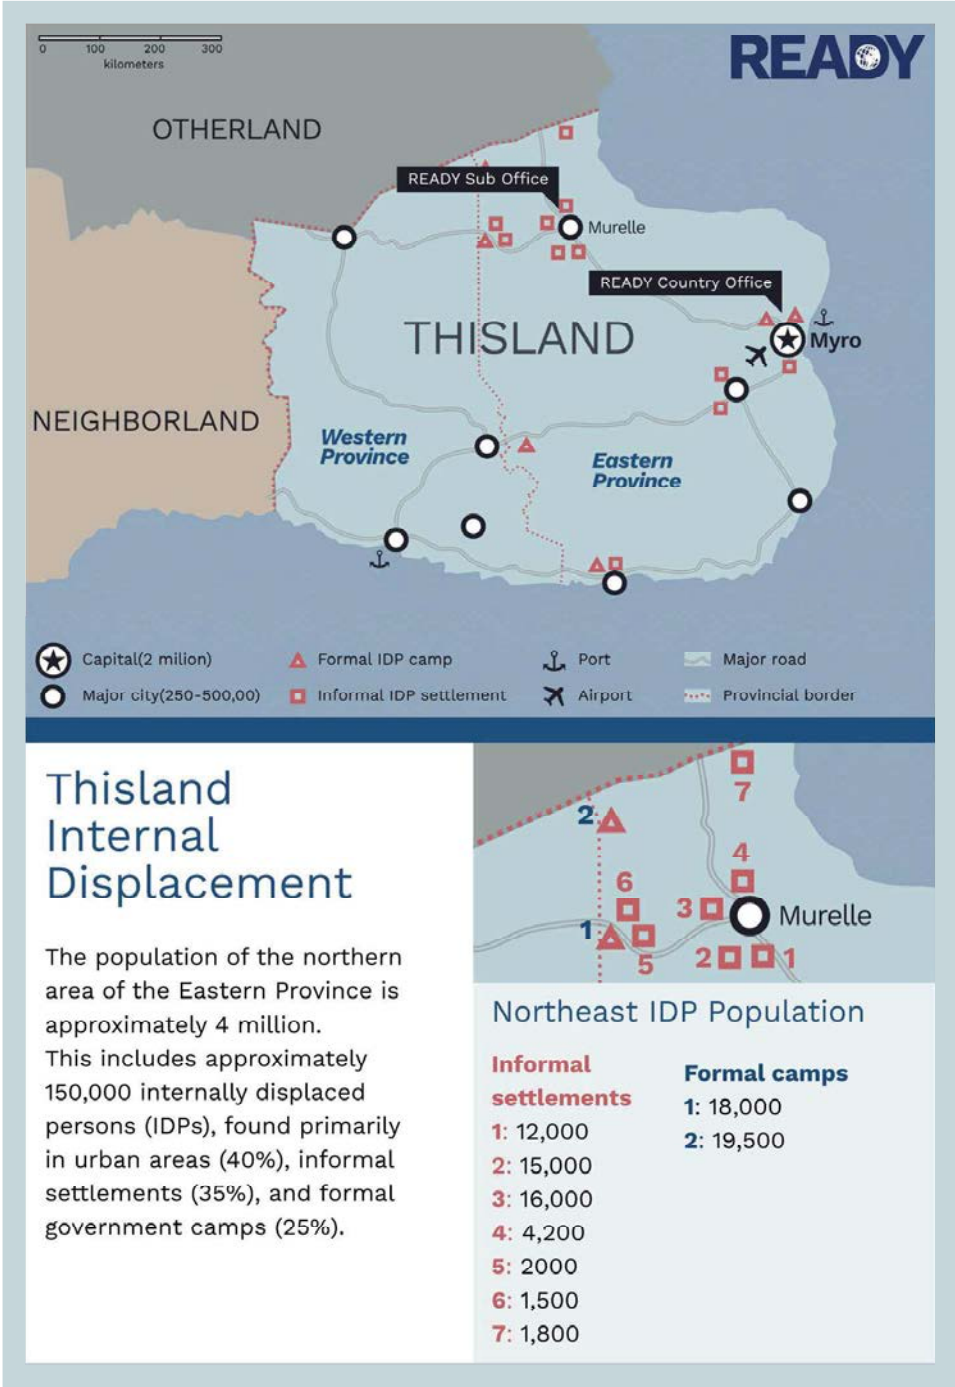 0 100 200 300
kilometers
READY
OTHERLAND
READY Sub Office
Murelle
READY Country Office
THISLAND
Myro
NEIGHBORLAND
Western
Province
Eastern
Province
Capital(2 milion)
Formal IDP camp
Port
Major road
Major city(250-500,00)
Informal IDP settlement
Airport
Provincial border
Thisland
Internal
Displacement
The population of the northern
area of the Eastern Province is
approximately 4 million.
This includes approximately
150,000 internally displaced
persons (IDPs), found primarily
in urban areas (40%), informal
settlements (35%), and formal
government camps (25%).
7
2
4
6
3
Murelle
1
5
2
1
Northeast IDP Population
Informal
settlements
1: 12,000
2: 15,000
3: 16,000
4: 4,200
5: 2000
6: 1,500
7: 1,800
Formal camps
1: 18,000
2: 19,500